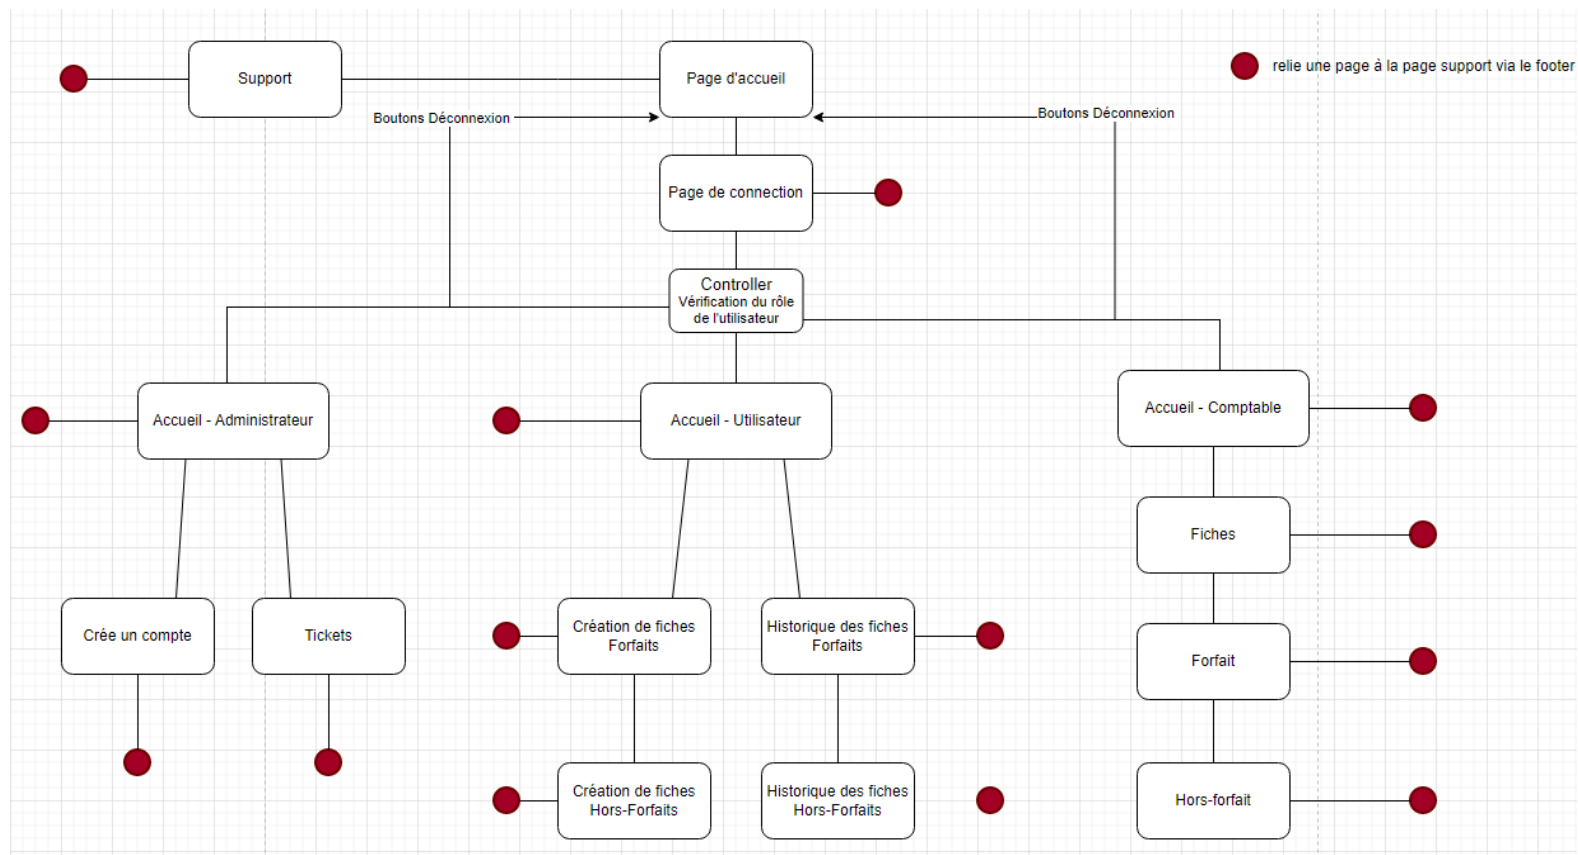 Support
Page d'accueil
relie une page à la page support via le footer
Boutons Déconnexion
Boutons Déconnexion
Page de connection
Controller
Vérification du rôle
de l'utilisateur
Accueil - Administrateur
Accueil - Utilisateur
Accueil - Comptable
Fiches
Crée un compte
Tickets
Création de fiches
Forfaits
Historique des fiches
Forfaits
Forfait
Création de fiches
Hors-Forfaits
Historique des fiches
Hors-Forfaits
Hors-forfait